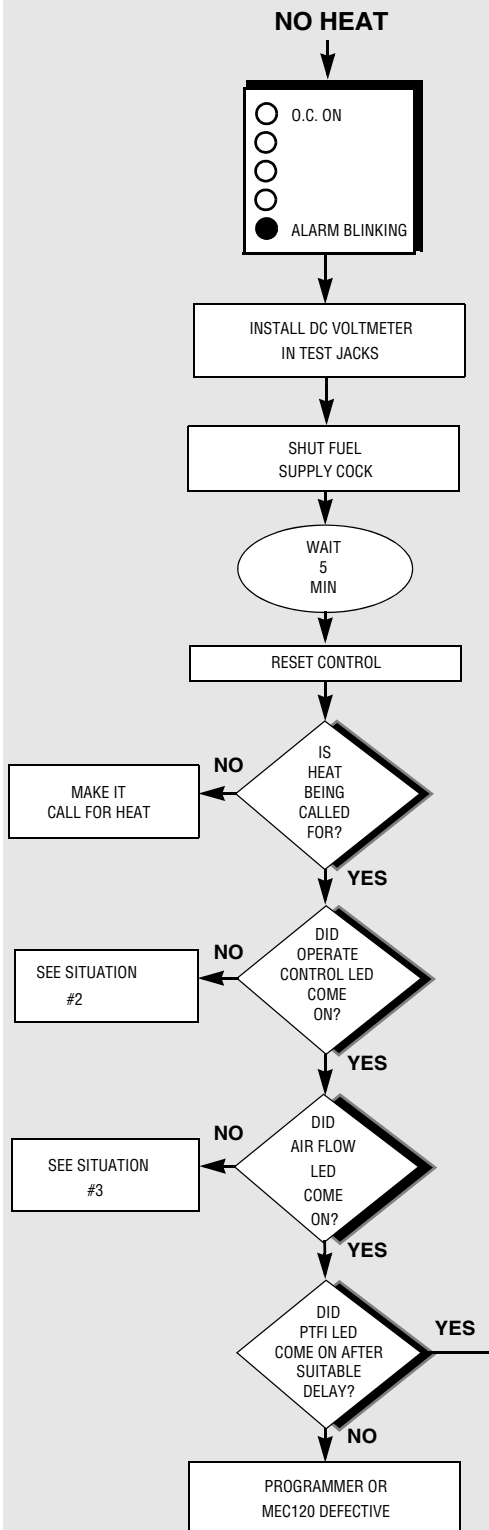 NO HEAT
O.C. ON
ALARM BLINKING
INSTALL DC VOLTMETER
IN TEST JACKS
SHUT FUEL
SUPPLY COCK
WAIT
5
MIN
RESET CONTROL
IS
HEAT
BEING
CALLED
FOR?
NO
MAKE IT
CALL FOR HEAT
YES
DID
OPERATE
CONTROL LED
COME
ON?
NO
SEE SITUATION
#2
YES
DID
AIR FLOW
LED
COME
ON?
NO
SEE SITUATION
#3
YES
DID
PTFI LED
COME ON AFTER
SUITABLE
DELAY?
YES
NO
PROGRAMMER OR
MEC120 DEFECTIVE